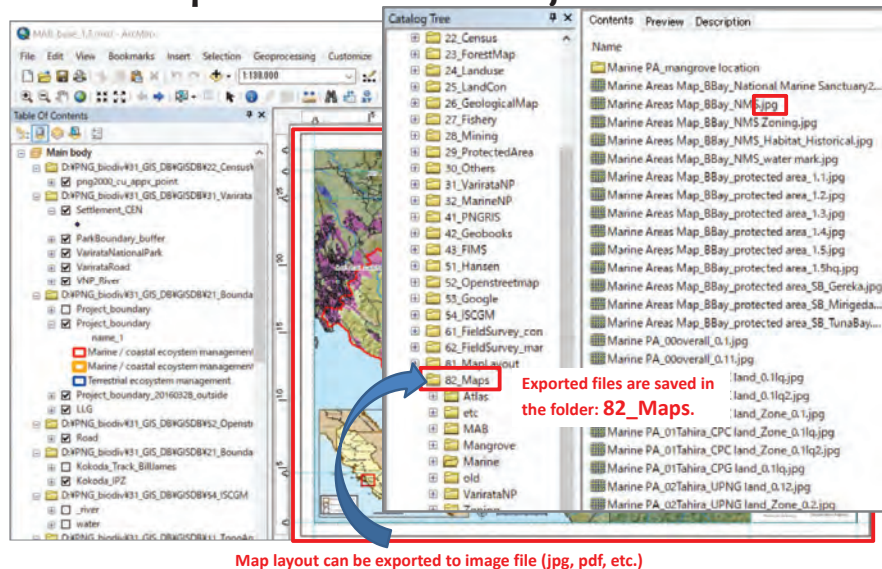 MAB_base_1.1.mxd - ArcMap
File Edit View Bookmarks Insert Selection Geoprocessing Customize
1:138,000
Table Of Contents
Main body
D:¥PNG_biodiv¥31_GIS_DB¥GISDB¥22_Census¥
png2000_cu_appx_point
D:¥PNG_biodiv¥31_GIS_DB¥GISDB¥31_Varirata
Settlement_CEN
ParkBoundary_buffer
VarirataNationalPark
VarirataRoad
VNP_River
D:¥PNG_biodiv¥31_GIS_DB¥GISDB¥21_Bounda
Project_boundary
Project_boundary
name_1
Marine / coastal ecosystem management
Marine / coastal ecosystem management
Terrestrial ecosystem management
Project_boundary_20160328_outside
LLG
D:¥PNG_biodiv¥31_GIS_DB¥GISDB¥52_Openstr
Road
D:¥PNG_biodiv¥31_GIS_DB¥GISDB¥21_Bounda
Kokoda_Track_BillJames
Kokoda_IPZ
D:¥PNG_biodiv¥31_GIS_DB¥GISDB¥54_ISCGM
_river
water
D:¥PNG_biodiv¥31_GIS_DB¥GISDB¥11_TopoAn
Catalog Tree
22_Census
23_ForestMap
24_Landuse
25_LandCon
26_GeologicalMap
27_Fishery
28_Mining
29_ProtectedArea
30_Others
31_VarirataNP
32_MarineNP
41_PNGRIS
42_Geobooks
43_FIMS
51_Hansen
52_Openstreetmap
53_Google
54_ISCGM
61_FieldSurvey_con
62_FieldSurvey_mar
81_MapLayout
82_Maps
Atlas
etc
MAB
Mangrove
Marine
old
VarirataNP
Zoning
Contents Preview Description
Name
Marine PA_mangrove location
Marine Areas Map_BBay_National Marine Sanctuary2...
Marine Areas Map_BBay_NMS.jpg
Marine Areas Map_BBay_NMS Zoning.jpg
Marine Areas Map_BBay_NMS_Habitat_Historical.jpg
Marine Areas Map_BBay_NMS_water mark.jpg
Marine Areas Map_BBay_protected area_1.1.jpg
Marine Areas Map_BBay_protected area_1.2.jpg
Marine Areas Map_BBay_protected area_1.3.jpg
Marine Areas Map_BBay_protected area_1.4.jpg
Marine Areas Map_BBay_protected area_1.5.jpg
Marine Areas Map_BBay_protected area_1.5hq.jpg
Marine Areas Map_BBay_protected area_SB_Gereka.jpg
Marine Areas Map_BBay_protected area_SB_Mirigeda...
Marine Areas Map_BBay_protected area_SB_TunaBay....
Marine PA_00overall_0.1.jpg
Marine PA_00overall_0.11.jpg
land_0.1lq.jpg
land_0.1lq2.jpg
land_Zone_0.1.jpg
Marine PA_01Tahira_CPC land_Zone_0.1lq.jpg
Marine PA_01Tahira_CPC land_Zone_0.1lq2.jpg
Marine PA_01Tahira_CPG land_0.1lq.jpg
Marine PA_02Tahira_UPNG land_0.12.jpg
Marine PA_02Tahira_UPNG land_Zone_0.2.jpg
Exported files are saved in
the folder: 82_Maps.
Map layout can be exported to image file (jpg, pdf, etc.)